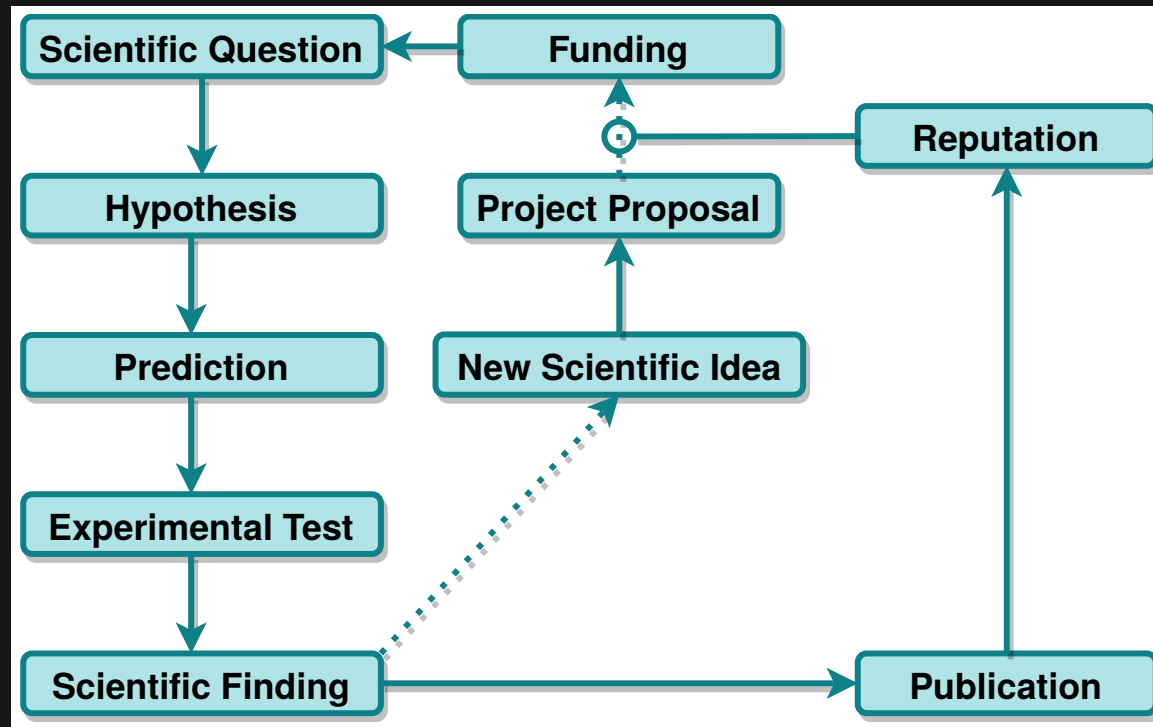 Scientific Question
Funding
Reputation
Hypothesis
Project Proposal
Prediction
New Scientific Idea
Experimental Test
Scientific Finding
Publication